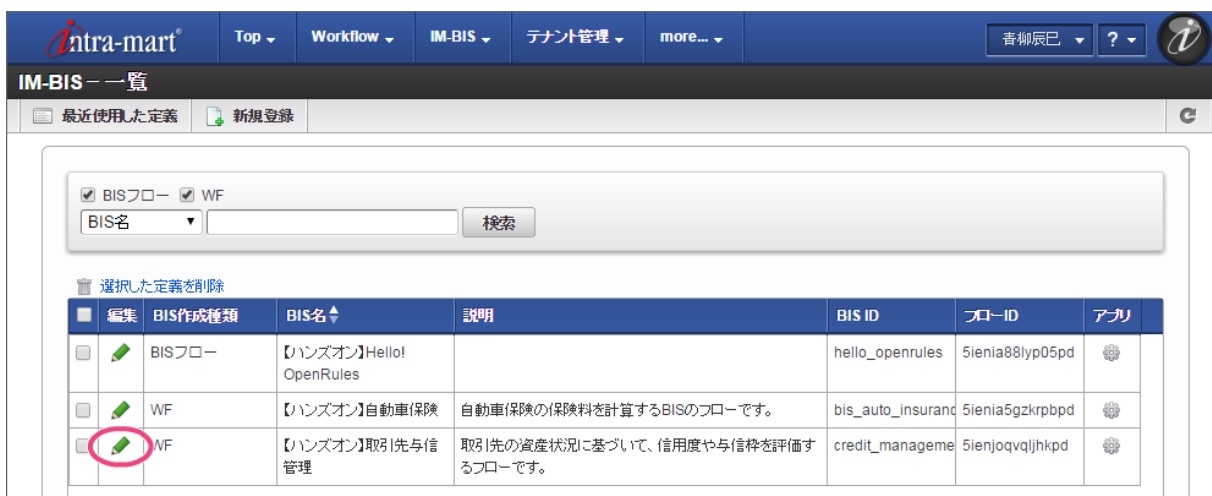 intra-mart® Top Workflow IM-BIS テナント管理 more... 青柳辰巳 ?
IM-BIS－一覧
最近使用した定義 新規登録
BISフロー WF
BIS名 検索
選択した定義を削除
編集 BIS作成種類 BIS名 説明 BIS ID フローID アプリ
BISフロー 【ハンズオン】Hello! hello_openrules 5ienia88lyp05pd
OpenRules
WF 【ハンズオン】自動車保険 自動車保険の保険料を計算するBISのフローです。 bis_auto_insuranc 5ienia5gzkrpbpd
WF 【ハンズオン】取引先与信 取引先の資産状況に基づいて、信用度や与信枠を評価す credit_manageme 5ienjoqvqljhkpd
管理 るフローです。